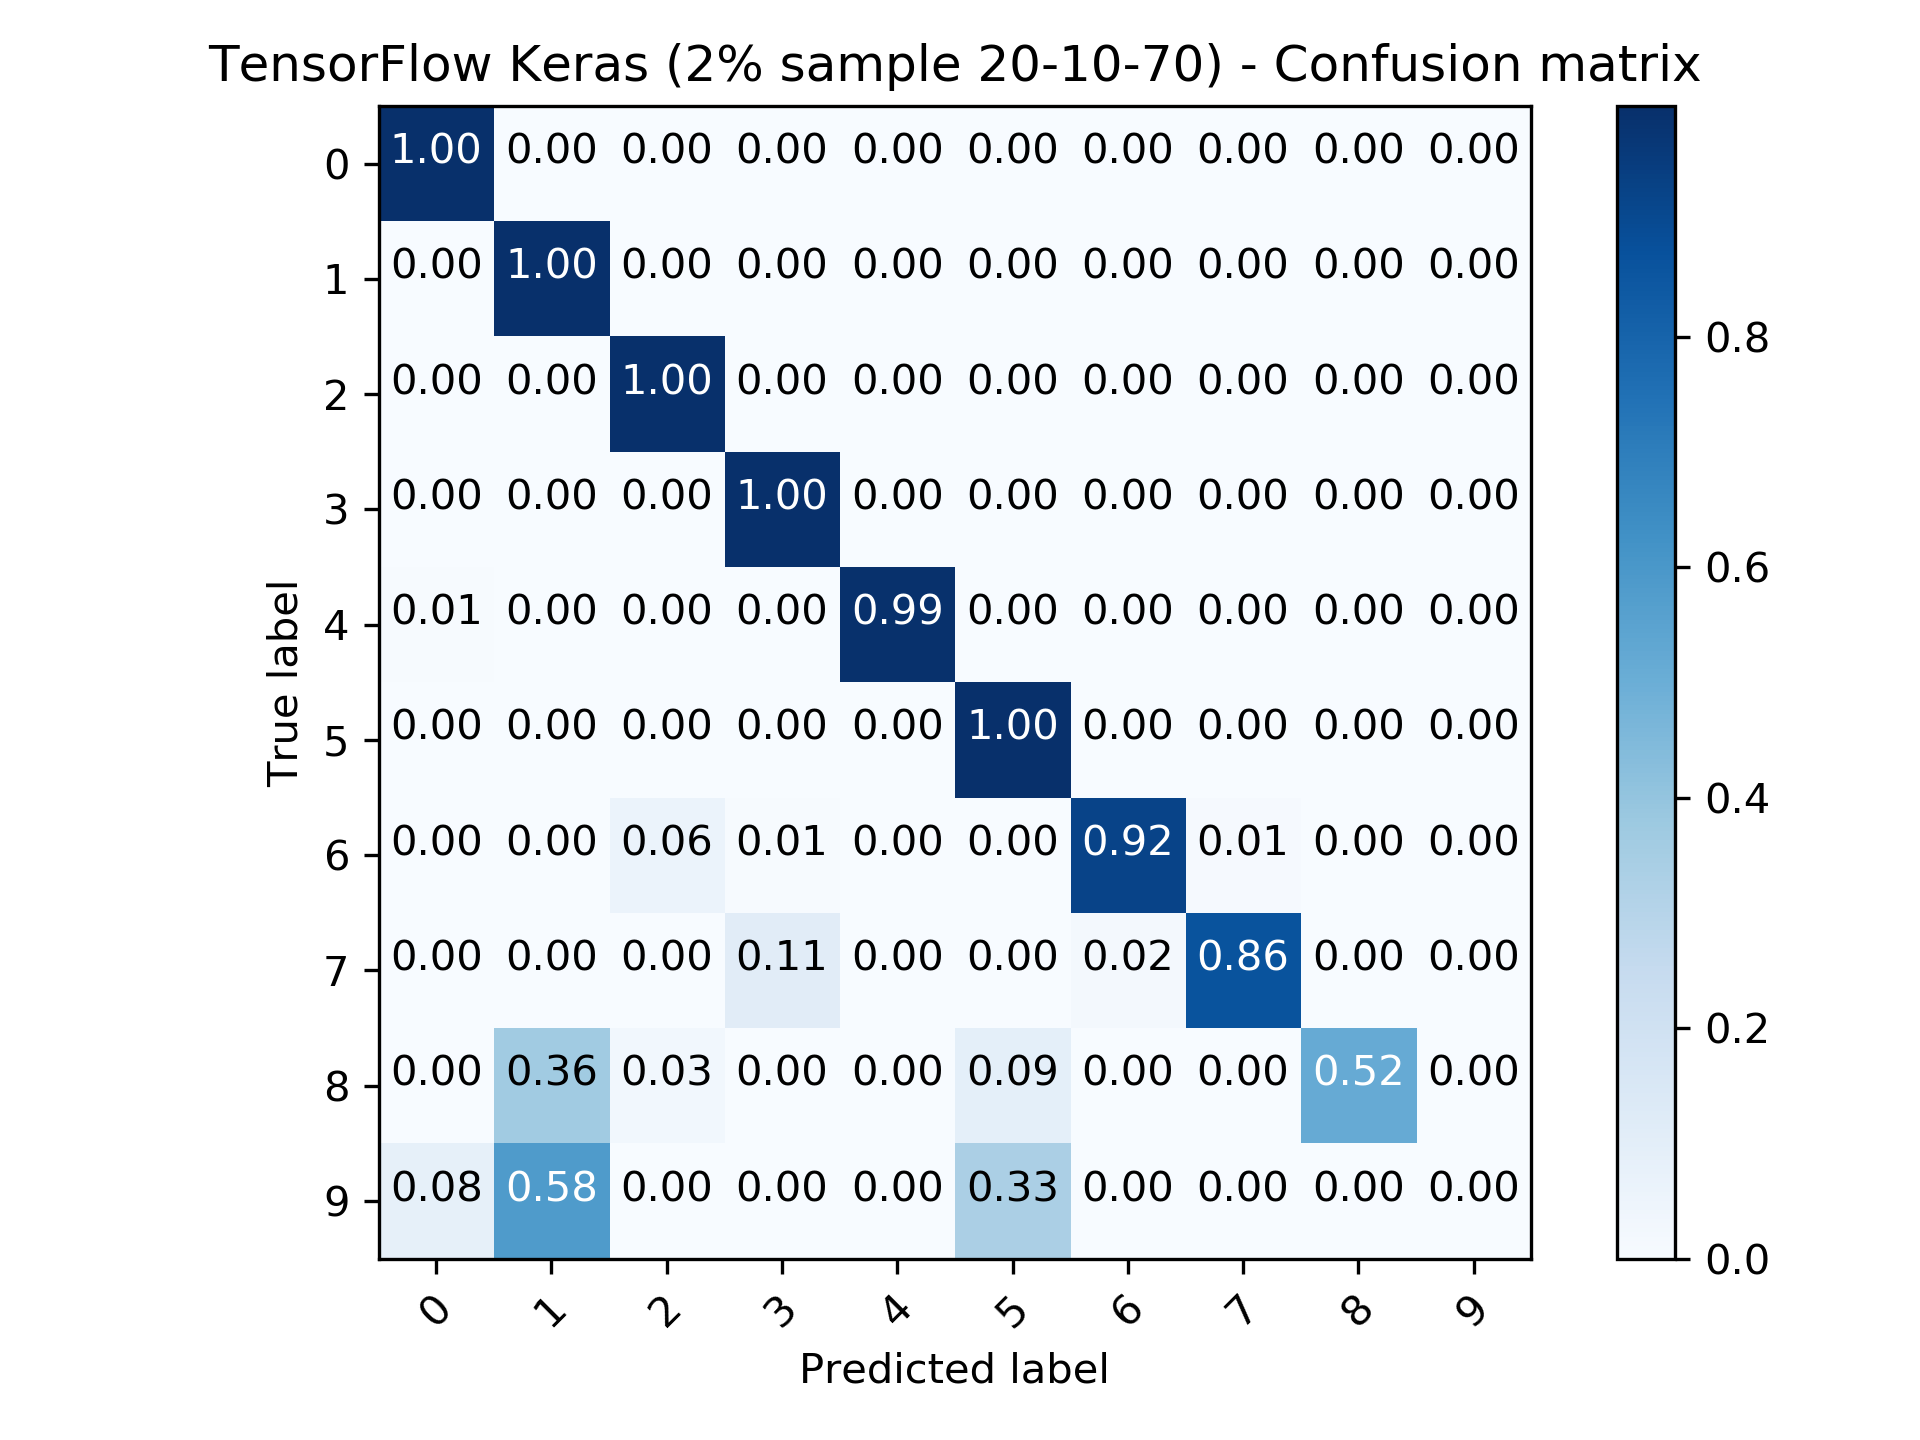 TensorFlow Keras (2% sample 20-10-70) - Confusion matrix
0 1.00 0.00 0.00 0.00 0.00 0.00 0.00 0.00 0.00 0.00
1 0.00 1.00 0.00 0.00 0.00 0.00 0.00 0.00 0.00 0.00
2 0.00 0.00 1.00 0.00 0.00 0.00 0.00 0.00 0.00 0.00
3 0.00 0.00 0.00 1.00 0.00 0.00 0.00 0.00 0.00 0.00
4 0.01 0.00 0.00 0.00 0.99 0.00 0.00 0.00 0.00 0.00
5 0.00 0.00 0.00 0.00 0.00 1.00 0.00 0.00 0.00 0.00
6 0.00 0.00 0.06 0.01 0.00 0.00 0.92 0.01 0.00 0.00
7 0.00 0.00 0.00 0.11 0.00 0.00 0.02 0.86 0.00 0.00
8 0.00 0.36 0.03 0.00 0.00 0.09 0.00 0.00 0.52 0.00
9 0.08 0.58 0.00 0.00 0.00 0.33 0.00 0.00 0.00 0.00
0 1 2 3 4 5 6 7 8 9
Predicted label
True label
0.8
0.6
0.4
0.2
0.0